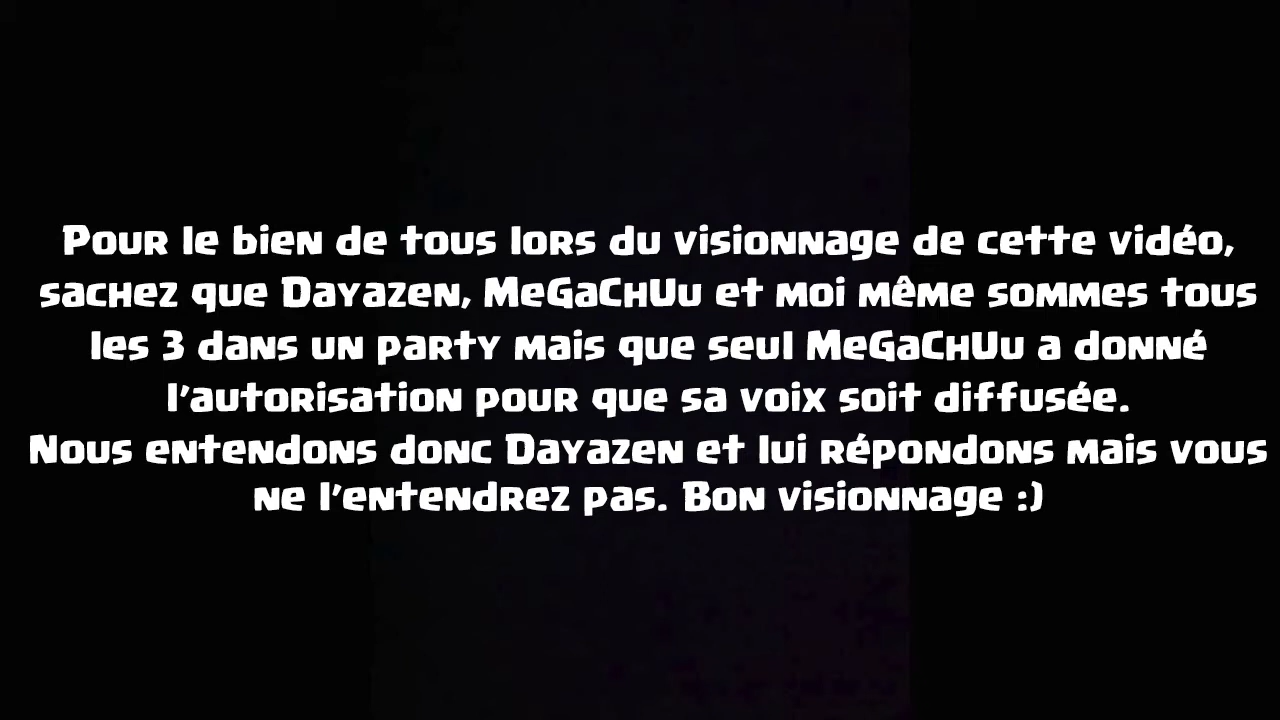 Pour le bien de tous lors du visionnage de cette vidéo,
sachez que Dayazen, MeGaCHUu et moi même sommes tous
les 3 dans un party mais que seul MeGaCHUu a donné
l'autorisation pour que sa voix soit diffusée.
Nous entendons donc Dayazen et lui répondons mais vous
ne l'entendrez pas. Bon visionnage :)